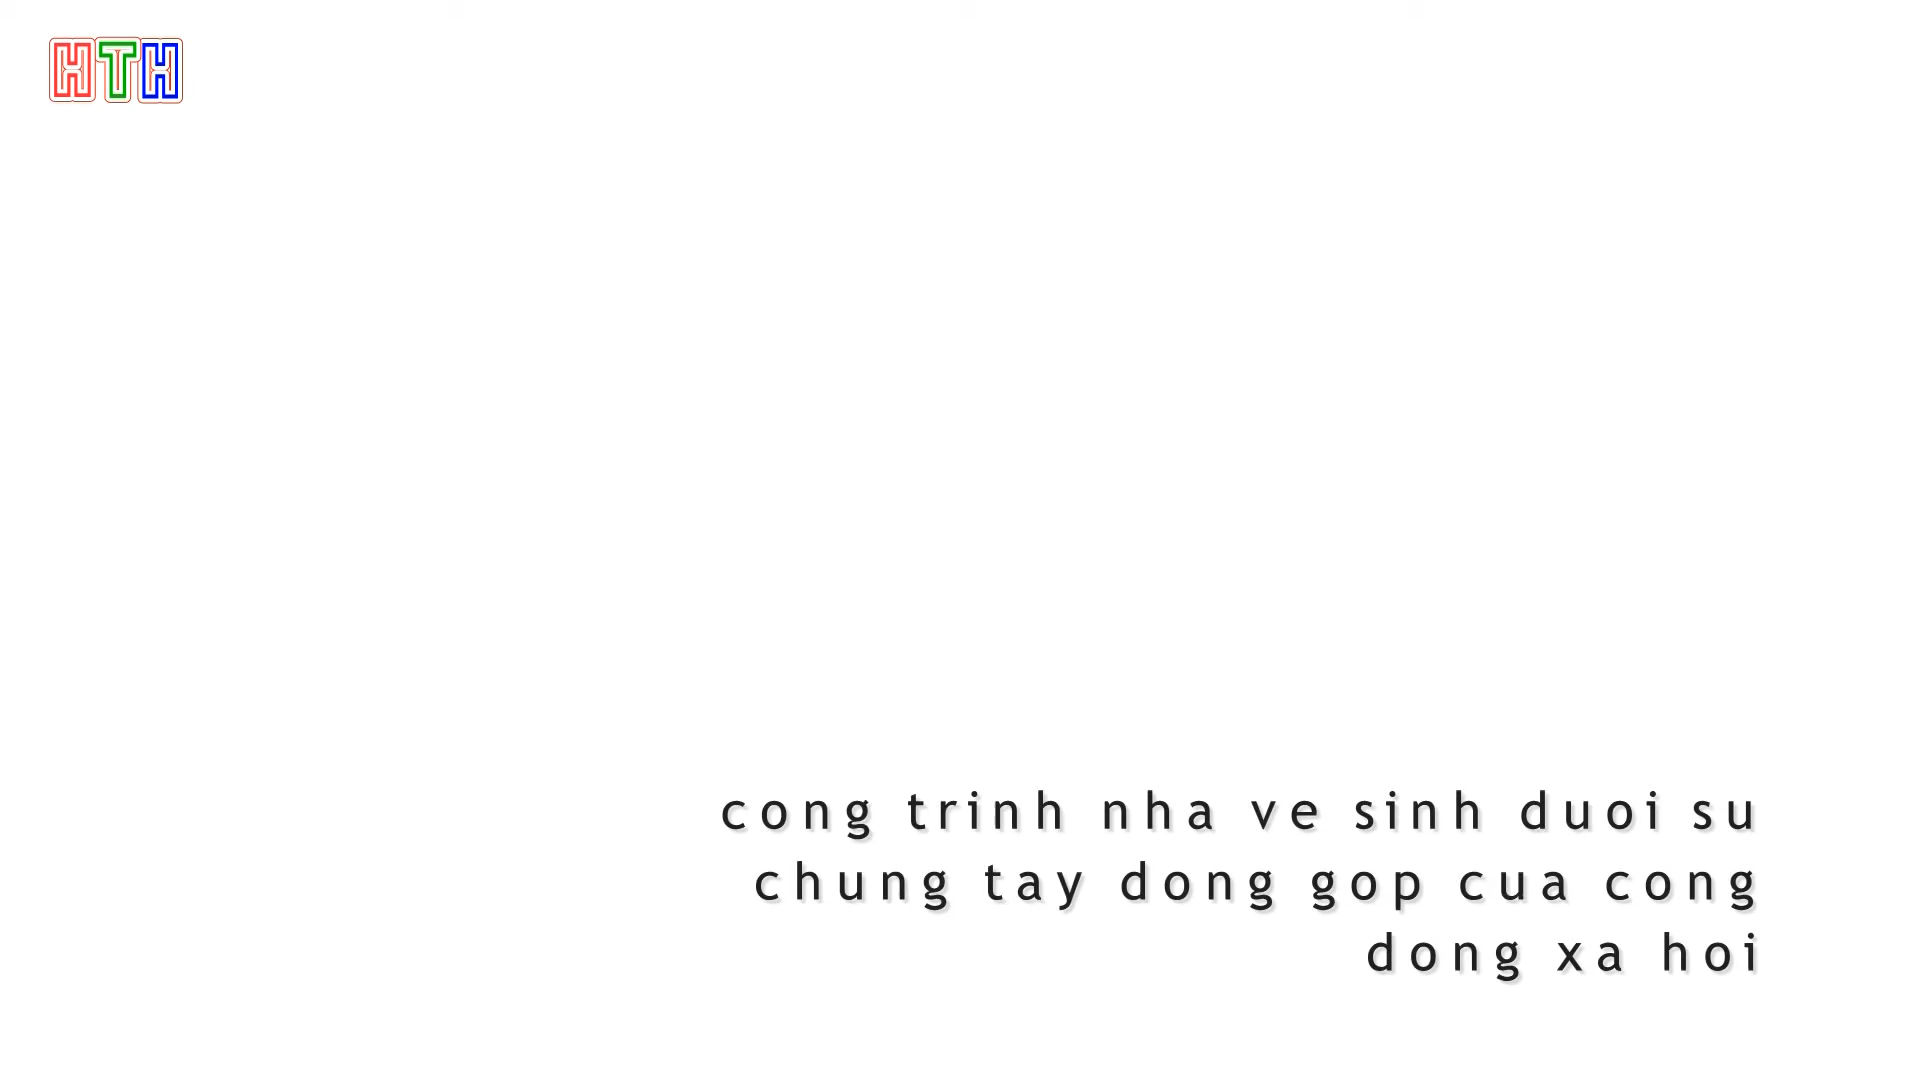 HTH
cong trinh nha ve sinh duoi su
chung tay dong gop cua cong
dong xa hoi